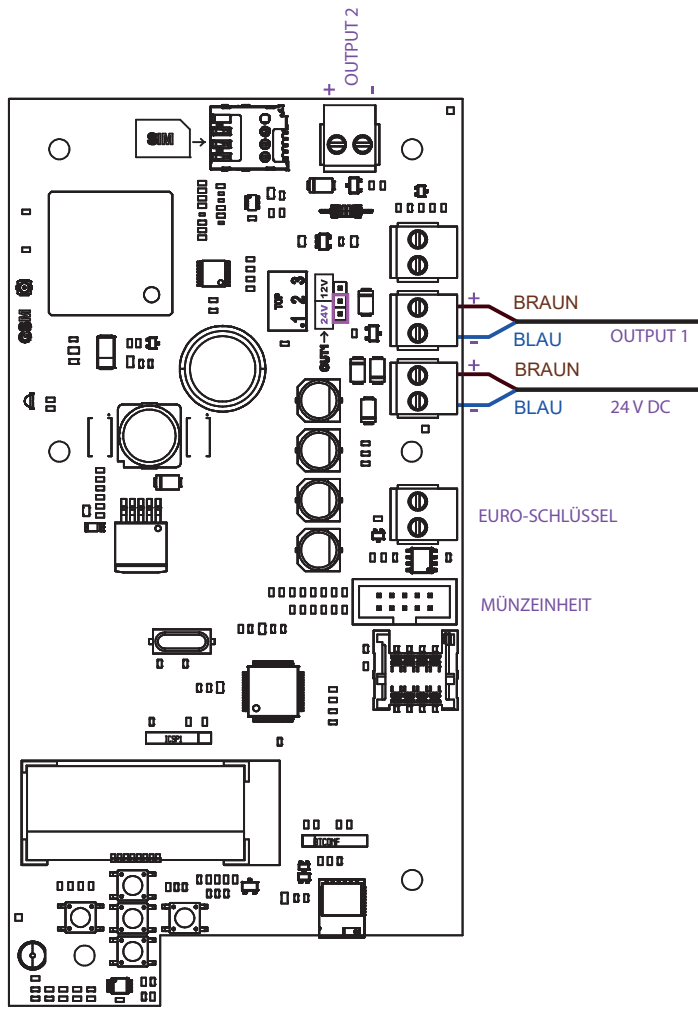 OUTPUT 2
+ -
SIM
GSM
TOP
.1 2 3
24V 12V
OUT1
+ BRAUN
- BLAU
OUTPUT 1
+ BRAUN
- BLAU
24 V DC
EURO-SCHLÜSSEL
MÜNZEINHEIT
ICSP1
BTCONF